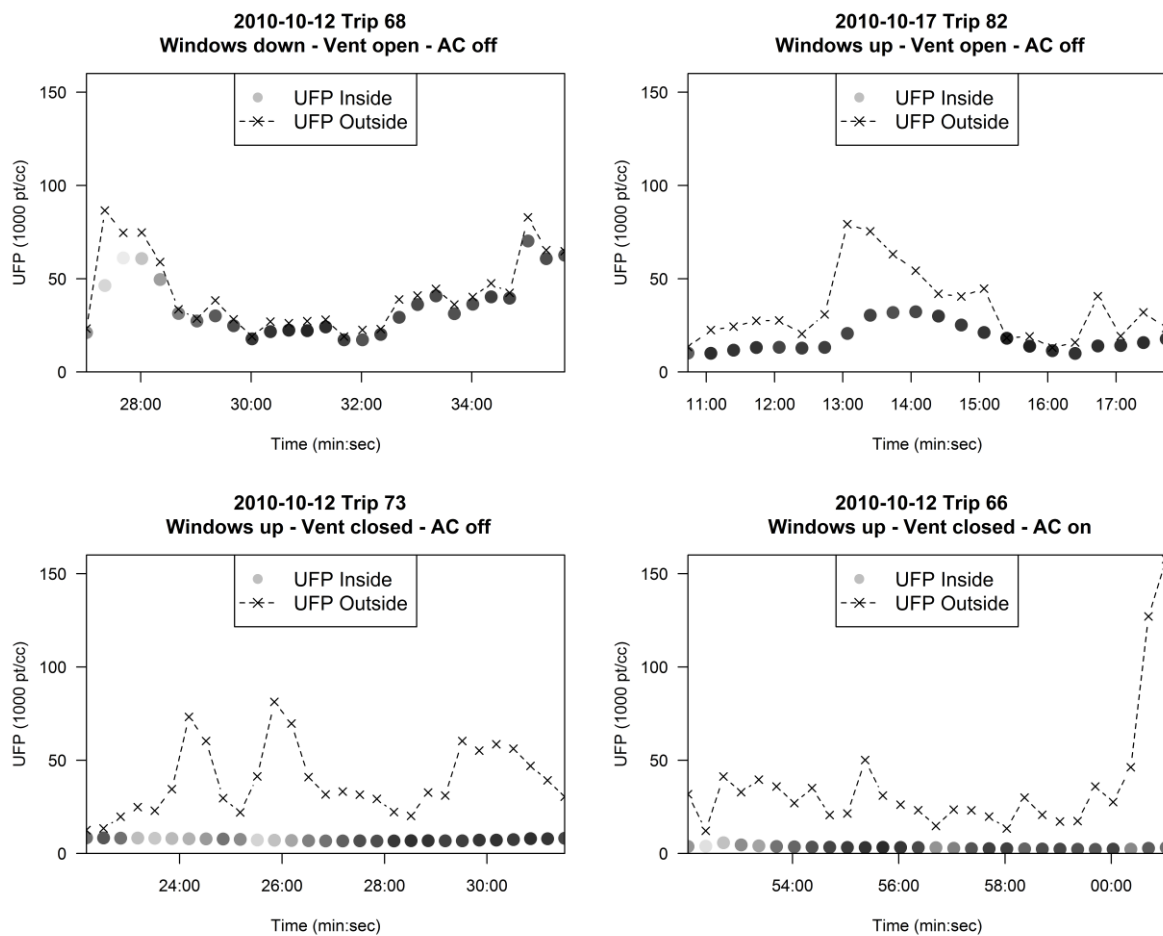 2010-10-12 Trip 68
Windows down - Vent open - AC off
UFP Inside
UFP Outside
150
100
50
0
UFP (1000 pt/cc)
28:00 30:00 32:00 34:00
Time (min:sec)
2010-10-17 Trip 82
Windows up - Vent open - AC off
UFP Inside
UFP Outside
150
100
50
0
UFP (1000 pt/cc)
11:00 12:00 13:00 14:00 15:00 16:00 17:00
Time (min:sec)
2010-10-12 Trip 73
Windows up - Vent closed - AC off
UFP Inside
UFP Outside
150
100
50
0
UFP (1000 pt/cc)
24:00 26:00 28:00 30:00
Time (min:sec)
2010-10-12 Trip 66
Windows up - Vent closed - AC on
UFP Inside
UFP Outside
150
100
50
0
UFP (1000 pt/cc)
54:00 56:00 58:00 00:00
Time (min:sec)